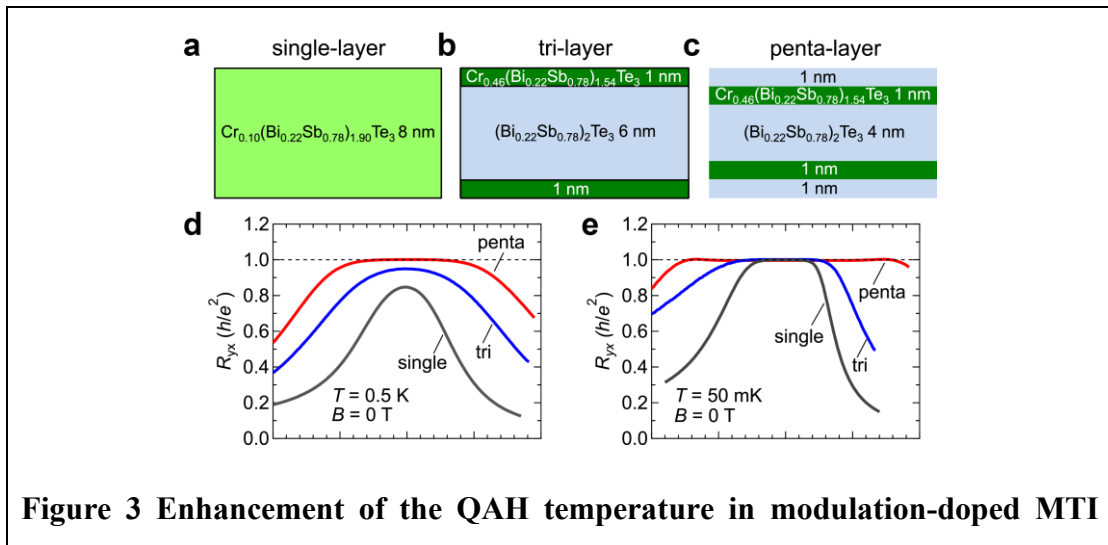 a single-layer b tri-layer c penta-layer
Cr0.10(Bi0.22Sb0.78)1.90Te3 8 nm
Cr0.46(Bi0.22Sb0.78)1.54Te3 1 nm
(Bi0.22Sb0.78)2Te3 6 nm
1 nm
1 nm
Cr0.46(Bi0.22Sb0.78)1.54Te3 1 nm
(Bi0.22Sb0.78)2Te3 4 nm
1 nm
1 nm
d
1.2
1.0
0.8
0.6
0.4
0.2
0.0
Ryx (h/e2)
penta
single
tri
T = 0.5 K
B = 0 T
e
1.2
1.0
0.8
0.6
0.4
0.2
0.0
Ryx (h/e2)
penta
single
tri
T = 50 mK
B = 0 T
Figure 3 Enhancement of the QAH temperature in modulation-doped MTI